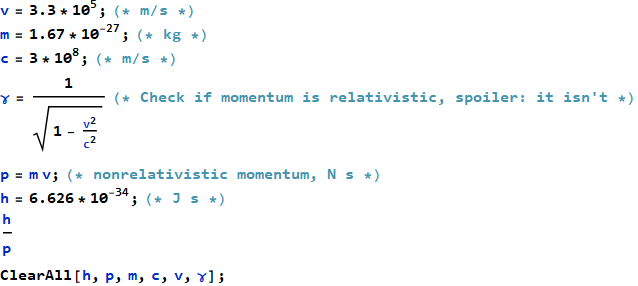 v = 3.3 * 10^5; (* m/s *)
m = 1.67 * 10^-27; (* kg *)
c = 3 * 10^8; (* m/s *)
γ = 1/√(1 - v^2/c^2) (* Check if momentum is relativistic, spoiler: it isn't *)
p = m v; (* nonrelativistic momentum, N s *)
h = 6.626 * 10^-34; (* J s *)
h/p
ClearAll[h, p, m, c, v, γ];